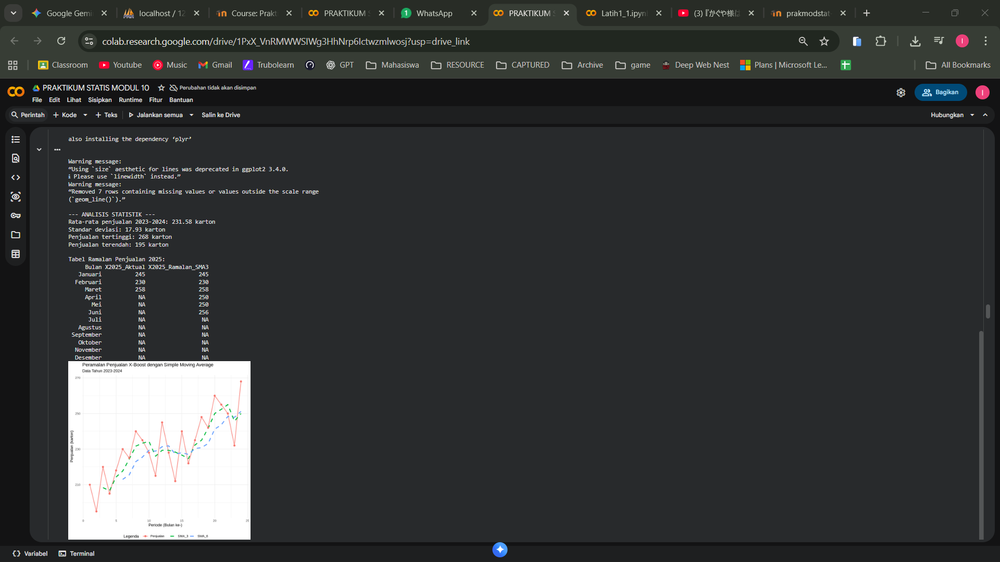 Google Gemi
localhost / 12
Course: Prakt
PRAKTIKUM S
1
WhatsApp
PRAKTIKUM S
Latih1_1.ipyn
(3)『かぐや様は
prakmodstat
colab.research.google.com/drive/1PxX_VnRMWWSIWg3HhNrp6Ictwzmlwosj?usp=drive_link
Classroom
Youtube
Music
Gmail
Trubolearn
GPT
Mahasiswa
RESOURCE
CAPTURED
Archive
game
Deep Web Nest
Plans | Microsoft Le...
All Bookmarks
PRAKTIKUM STATIS MODUL 10
Perubahan tidak akan disimpan
File Edit Lihat Sisipkan Runtime Fitur Bantuan
Bagikan
I
Perintah + Kode + Teks Jalankan semua Salin ke Drive
Hubungkan
also installing the dependency ‘plyr’
Warning message:
“Using `size` aesthetic for lines was deprecated in ggplot2 3.4.0.
ℹ Please use `linewidth` instead.”
Warning message:
“Removed 7 rows containing missing values or values outside the scale range
(`geom_line()`).”
--- ANALISIS STATISTIK ---
Rata-rata penjualan 2023-2024: 231.58 karton
Standar deviasi: 17.93 karton
Penjualan tertinggi: 268 karton
Penjualan terendah: 195 karton
Tabel Ramalan Penjualan 2025:
Bulan X2025_Aktual X2025_Ramalan_SMA3
Januari 245 245
Februari 230 230
Maret 258 258
April NA 250
Mei NA 250
Juni NA 256
Juli NA NA
Agustus NA NA
September NA NA
Oktober NA NA
November NA NA
Desember NA NA
Peramalan Penjualan X-Boost dengan Simple Moving Average
Data Tahun 2023-2024
270
250
230
210
Penjualan (karton)
0 5 10 15 20 25
Periode (Bulan ke-)
Legenda Penjualan SMA_3 SMA_6
Variabel
Terminal